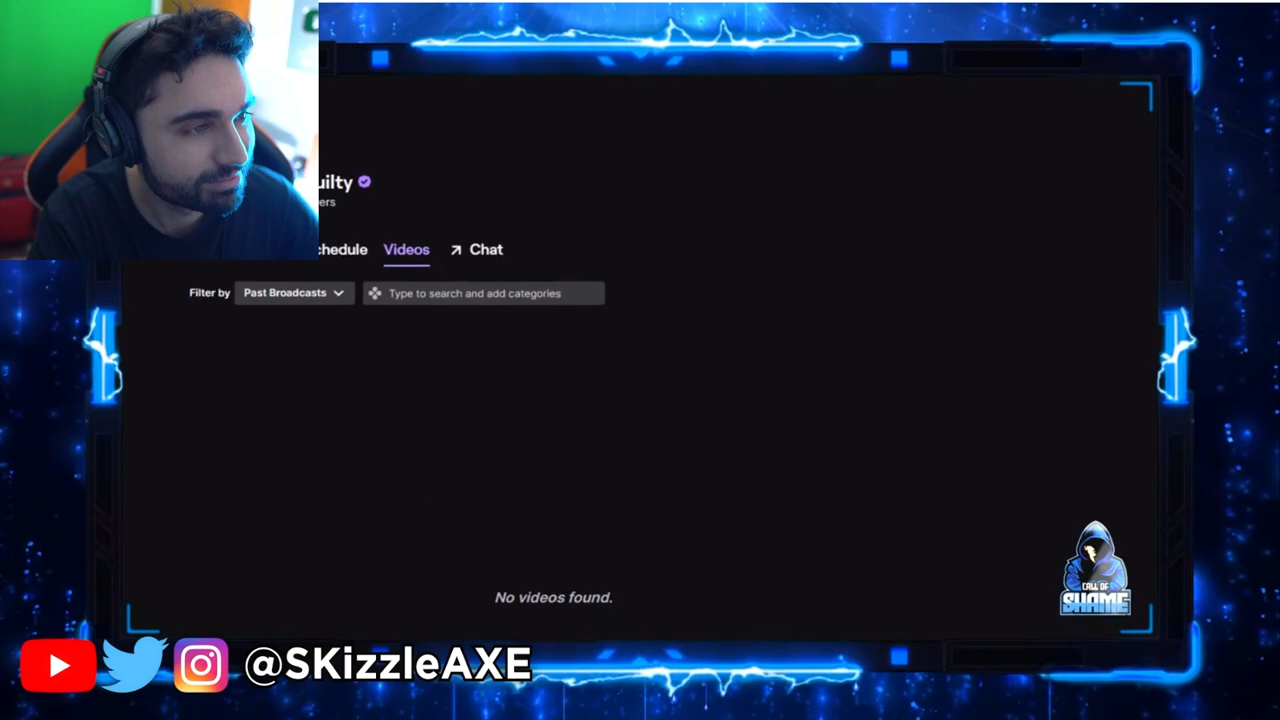 uilty
ers
chedule Videos Chat
Filter by Past Broadcasts Type to search and add categories
No videos found.
CALL OF
SHAME
@SKizzleAXE